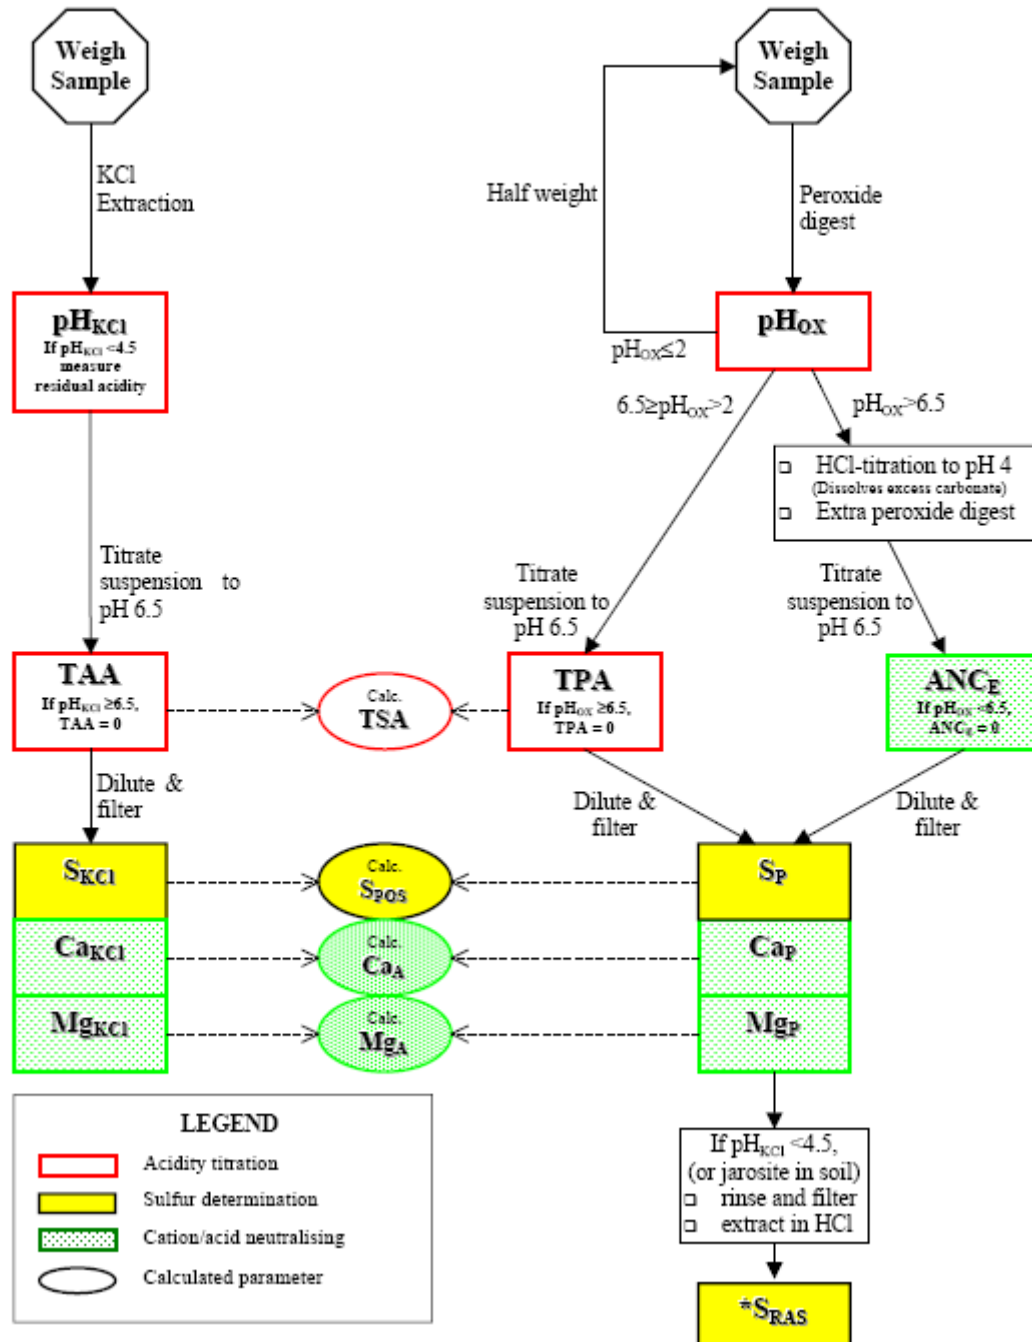 Weigh
Sample
Weigh
Sample
KCl
Extraction
Half weight
Peroxide
digest
pHKCl
If pHKCl <4.5
measure
residual acidity
pHOX
pHOX≤2
6.5≥pHOX>2
pHOX>6.5
❑ HCl-titration to pH 4
(Dissolves excess carbonate)
❑ Extra peroxide digest
Titrate
suspension to
pH 6.5
Titrate
suspension to
pH 6.5
Titrate
suspension to
pH 6.5
TAA
If pHKCl ≥6.5,
TAA = 0
Calc.
TSA
TPA
If pHOX ≥6.5,
TPA = 0
ANCE
If pHOX <6.5,
ANCE = 0
Dilute &
filter
Dilute &
filter
Dilute &
filter
SKCl
Calc.
SPOS
SP
CaKCl
Calc.
CaA
CaP
MgKCl
Calc.
MgA
MgP
LEGEND
Acidity titration
Sulfur determination
Cation/acid neutralising
Calculated parameter
If pHKCl <4.5,
(or jarosite in soil)
❑ rinse and filter
❑ extract in HCl
*SRAS